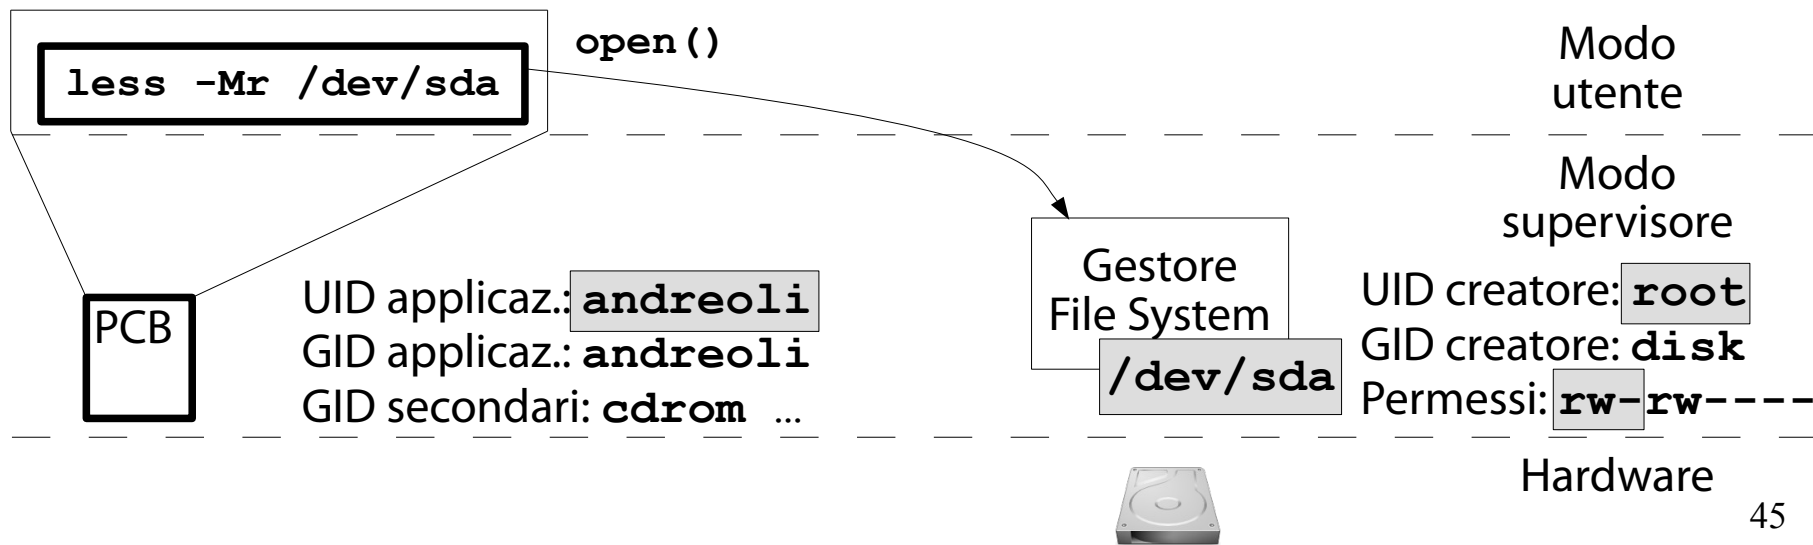 open()
less -Mr /dev/sda
Modo
utente
Modo
supervisore
PCB
UID applicaz.: andreoli
GID applicaz.: andreoli
GID secondari: cdrom ...
Gestore
File System
/dev/sda
UID creatore: root
GID creatore: disk
Permessi: rw-rw----
Hardware
45